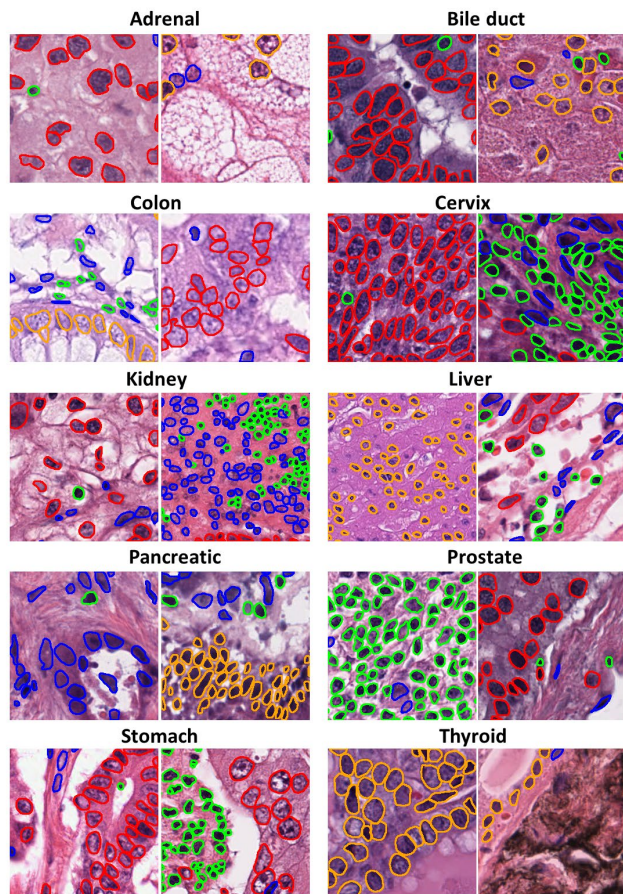 Adrenal
Bile duct
Colon
Cervix
Kidney
Liver
Pancreatic
Prostate
Stomach
Thyroid